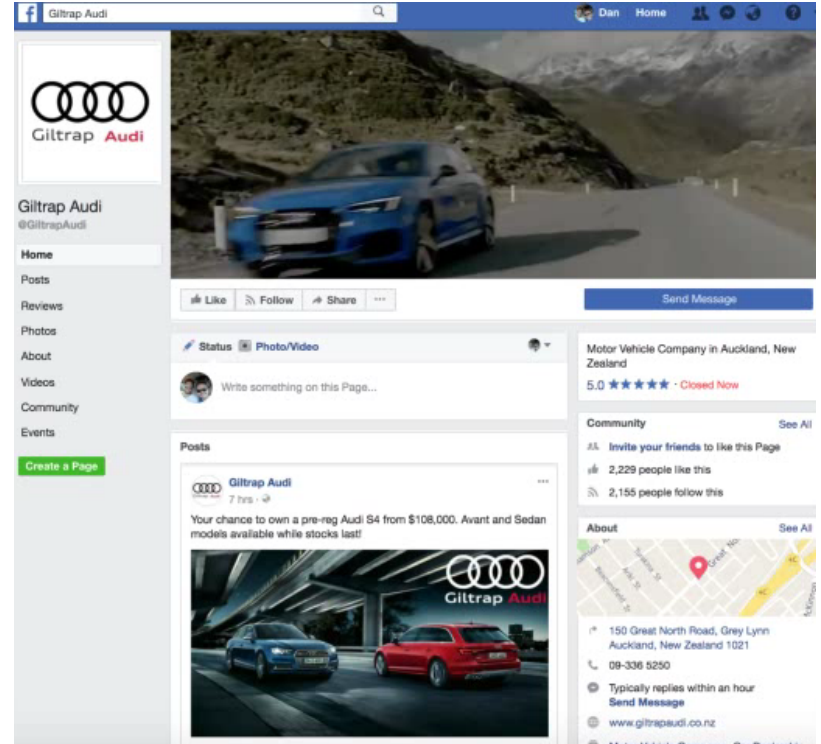 Giltrap Audi
Dan Home
Giltrap Audi
Giltrap Audi
@GiltrapAudi
Home
Posts
Reviews
Photos
About
Videos
Community
Events
Create a Page
Like Follow Share
Send Message
Status Photo/Video
Write something on this Page...
Posts
Giltrap Audi
7 hrs ·
Your chance to own a pre-reg Audi S4 from $108,000. Avant and Sedan
models available while stocks last!
Giltrap Audi
Motor Vehicle Company in Auckland, New
Zealand
5.0 ★★★★★ · Closed Now
Community See All
Invite your friends to like this Page
2,229 people like this
2,155 people follow this
About See All
150 Great North Road, Grey Lynn
Auckland, New Zealand 1021
09-336 5250
Typically replies within an hour
Send Message
www.giltrapaudi.co.nz